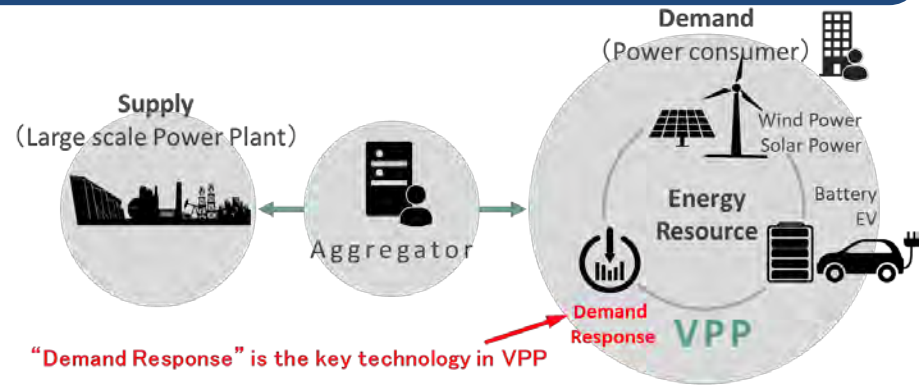 Demand
(Power consumer)
Supply
(Large scale Power Plant)
Wind Power
Solar Power
Battery
EV
Energy
Resource
Aggregator
Demand
Response
VPP
“Demand Response” is the key technology in VPP